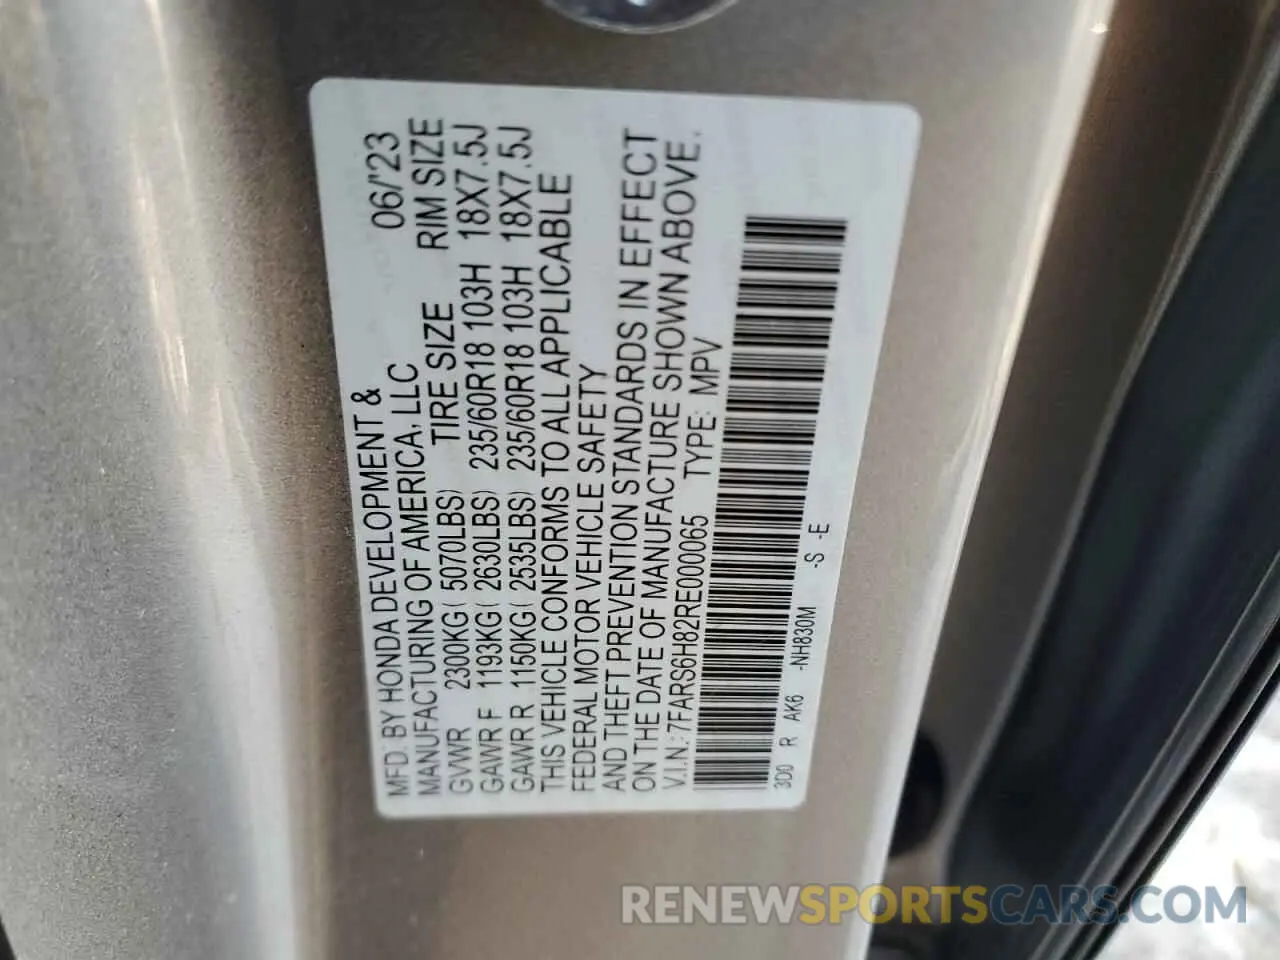 MFD. BY HONDA DEVELOPMENT & 06/'23
MANUFACTURING OF AMERICA, LLC
TIRE SIZE RIM SIZE
GVWR 2300KG( 5070LBS)
GAWR F 1193KG( 2630LBS) 235/60R18 103H 18X7.5J
GAWR R 1150KG( 2535LBS) 235/60R18 103H 18X7.5J
THIS VEHICLE CONFORMS TO ALL APPLICABLE
FEDERAL MOTOR VEHICLE SAFETY
AND THEFT PREVENTION STANDARDS IN EFFECT
ON THE DATE OF MANUFACTURE SHOWN ABOVE.
V.I.N.: 7FARS6H82RE000065 TYPE: MPV
3D0 R AK6 -NH830M -S -E
RENEWSPORTSCARS.COM